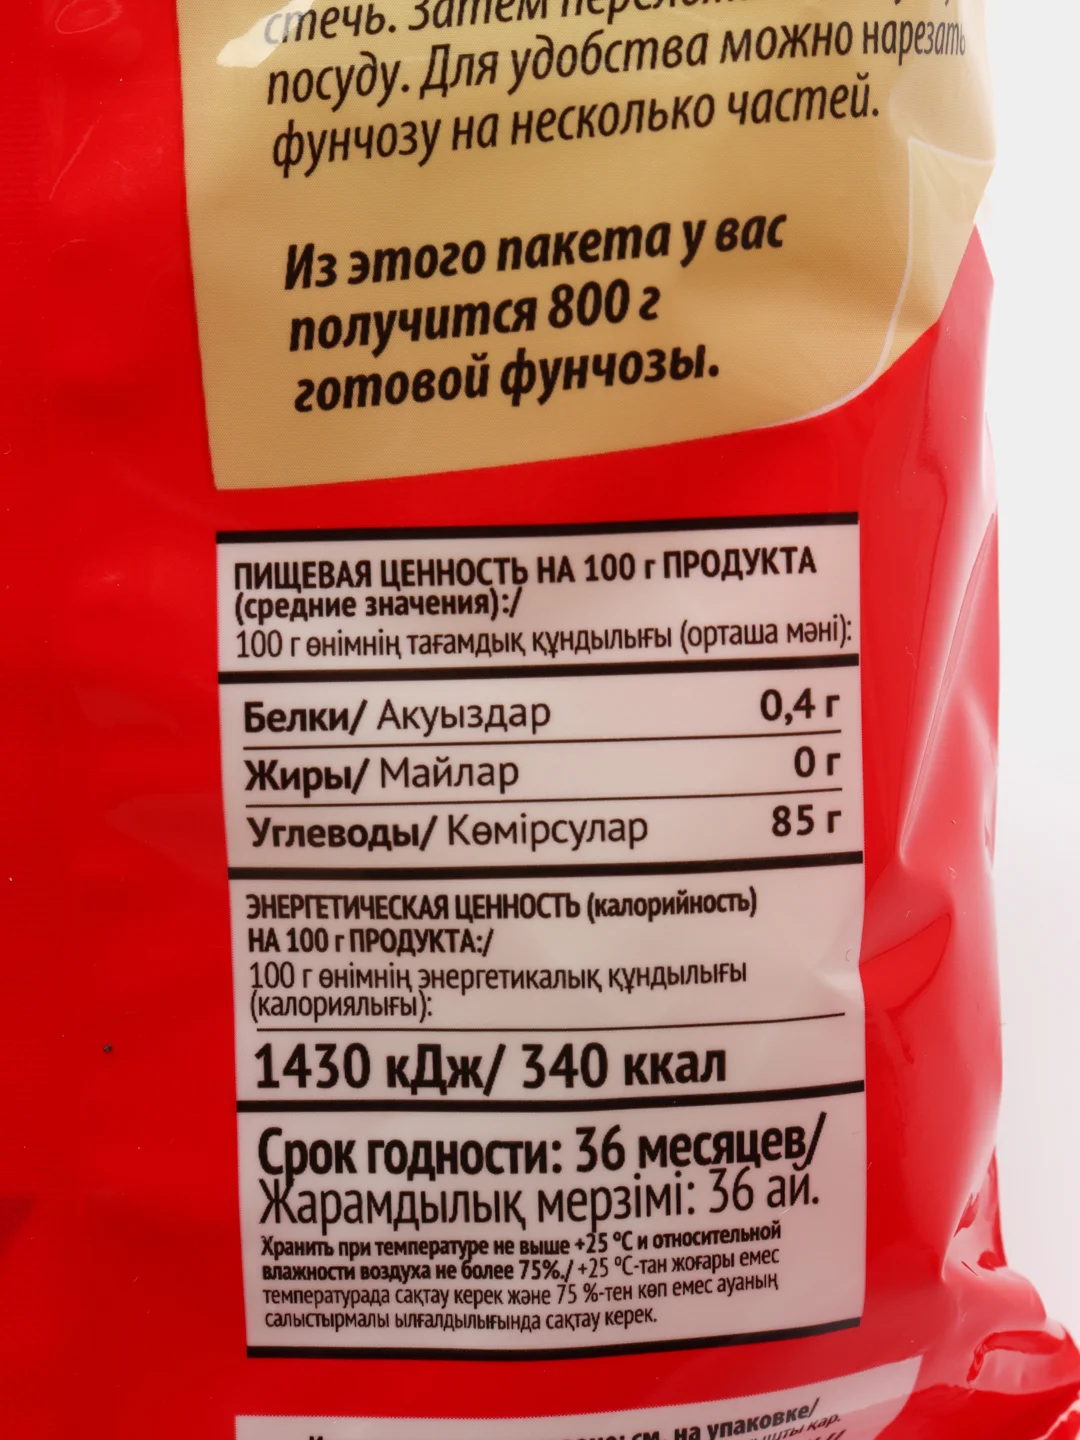 стечь. Затем
посуду. Для удобства можно нарезать
фунчозу на несколько частей.
Из этого пакета у вас
получится 800 г
готовой фунчозы.
ПИЩЕВАЯ ЦЕННОСТЬ НА 100 г ПРОДУКТА
(средние значения):/
100 г өнімнің тағамдық құндылығы (орташа мәні):
Белки/ Акуыздар 0,4 г
Жиры/ Майлар 0 г
Углеводы/ Көмірсулар 85 г
ЭНЕРГЕТИЧЕСКАЯ ЦЕННОСТЬ (калорийность)
НА 100 г ПРОДУКТА:/
100 г өнімнің энергетикалық құндылығы
(калориялығы):
1430 кДж/ 340 ккал
Срок годности: 36 месяцев/
Жарамдылық мерзімі: 36 ай.
Хранить при температуре не выше +25 °С и относительной
влажности воздуха не более 75%./ +25 °С-тан жоғары емес
температурада сақтау керек және 75 %-тен көп емес ауаның
салыстырмалы ылғалдылығында сақтау керек.
см. на упаковке/
қар.